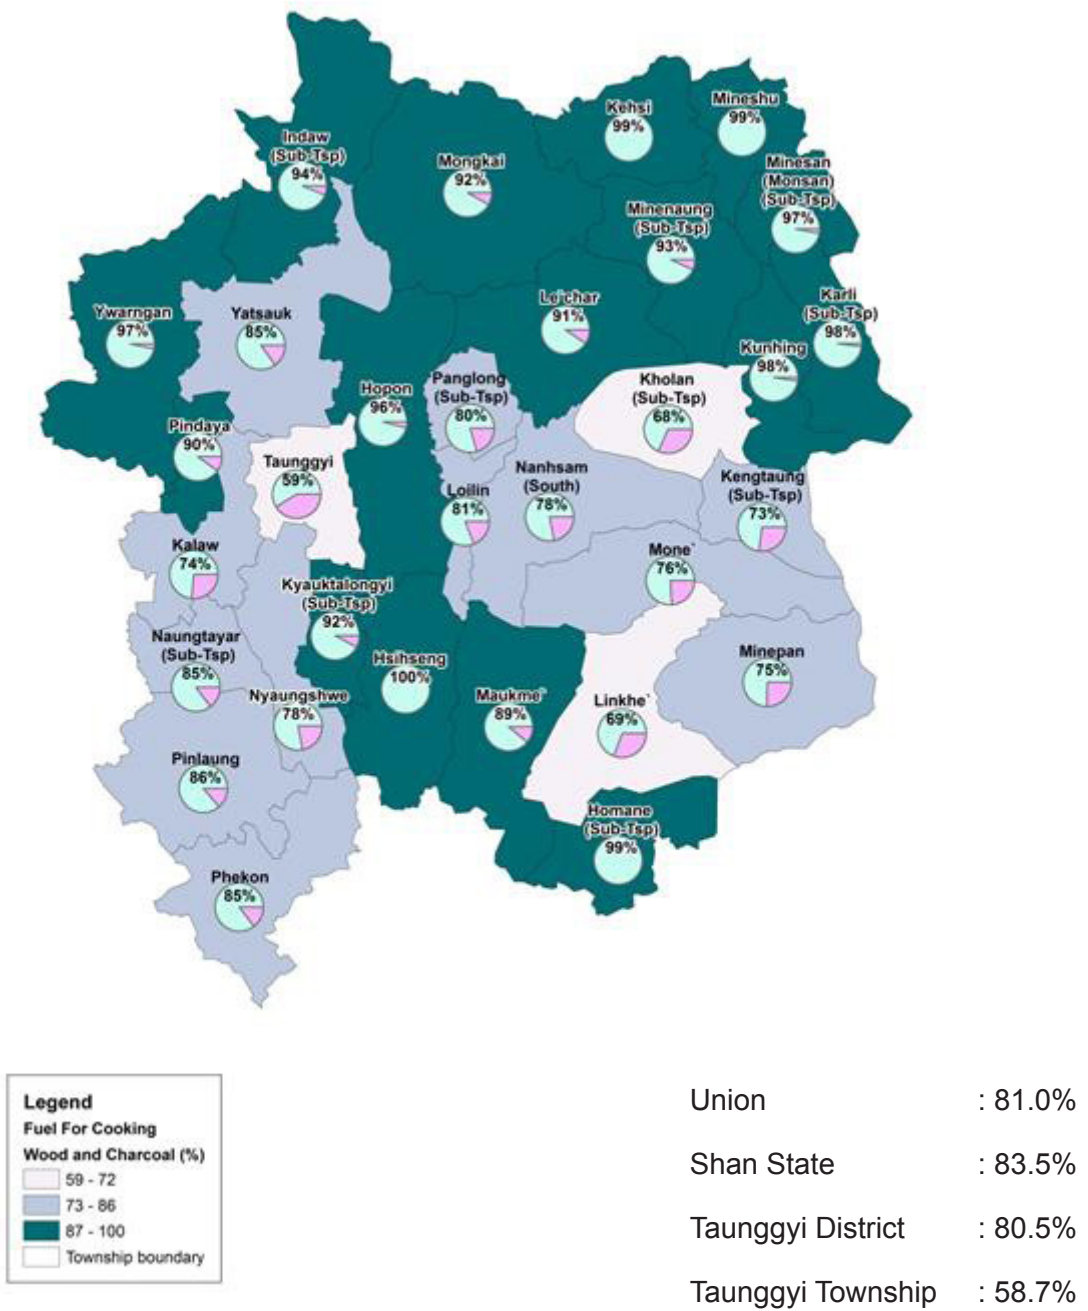 Kehsi
99%
Mineshu
99%
Indaw
(Sub-Tsp)
94%
Mongkai
92%
Minesan
(Monsan)
(Sub-Tsp)
97%
Minenaung
(Sub-Tsp)
93%
Ywarngan
97%
Yatsauk
85%
Le'char
91%
Karli
(Sub-Tsp)
98%
Kunhing
98%
Hopon
96%
Panglong
(Sub-Tsp)
80%
Kholan
(Sub-Tsp)
68%
Pindaya
90%
Taunggyi
59%
Loilin
81%
Nanhsam
(South)
78%
Kengtaung
(Sub-Tsp)
73%
Kalaw
74%
Mone`
76%
Kyauktalongyi
(Sub-Tsp)
92%
Naungtayar
(Sub-Tsp)
85%
Hsihseng
100%
Minepan
75%
Nyaungshwe
78%
Maukme`
89%
Linkhe`
69%
Pinlaung
86%
Homane
(Sub-Tsp)
99%
Phekon
85%
Legend
Fuel For Cooking
Wood and Charcoal (%)
59 - 72
73 - 86
87 - 100
Township boundary
Union : 81.0%
Shan State : 83.5%
Taunggyi District : 80.5%
Taunggyi Township : 58.7%